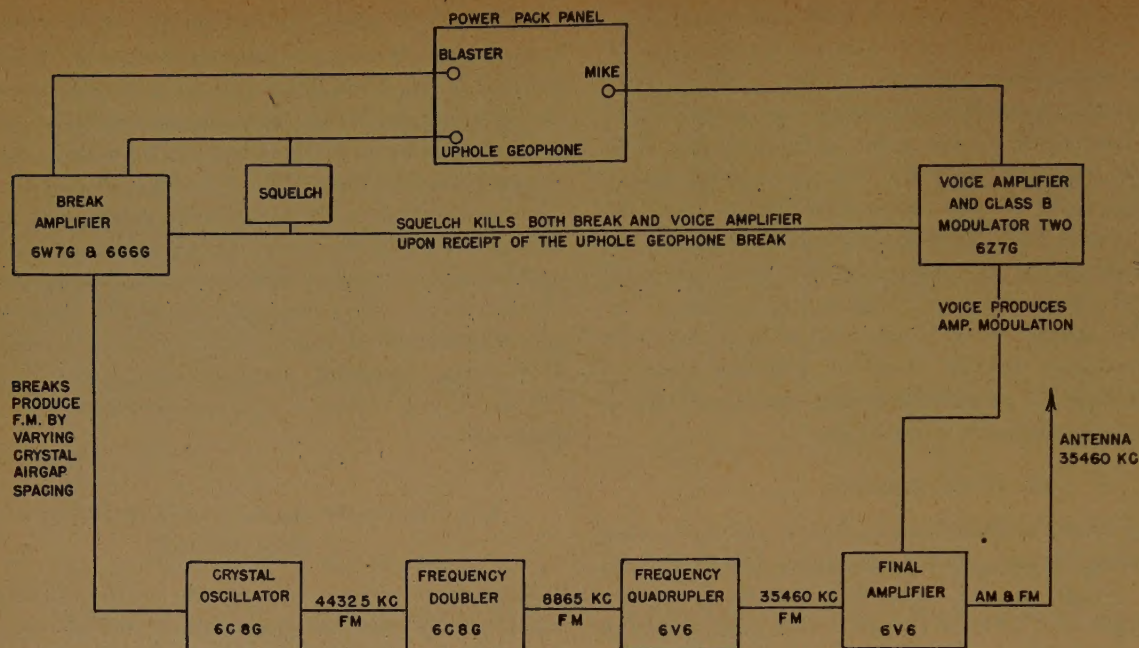 POWER PACK PANEL
BLASTER
MIKE
UPHOLE GEOPHONE
BREAK
AMPLIFIER
6W7G & 6G6G
SQUELCH
SQUELCH KILLS BOTH BREAK AND VOICE AMPLIFIER
UPON RECEIPT OF THE UPHOLE GEOPHONE BREAK
VOICE AMPLIFIER
AND CLASS B
MODULATOR TWO
6Z7G
VOICE PRODUCES
AMP. MODULATION
BREAKS
PRODUCE
F.M. BY
VARYING
CRYSTAL
AIRGAP
SPACING
ANTENNA
35460 KC
CRYSTAL
OSCILLATOR
6C8G
4432 5 KC
FM
FREQUENCY
DOUBLER
6C8G
8865 KC
FM
FREQUENCY
QUADRUPLER
6V6
35460 KC
FM
FINAL
AMPLIFIER
6V6
AM & FM